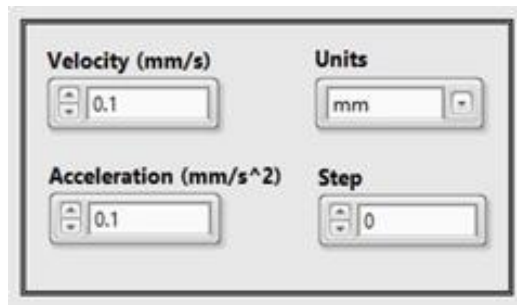 Velocity (mm/s)
Units
0.1
mm
Acceleration (mm/s^2)
Step
0.1
0